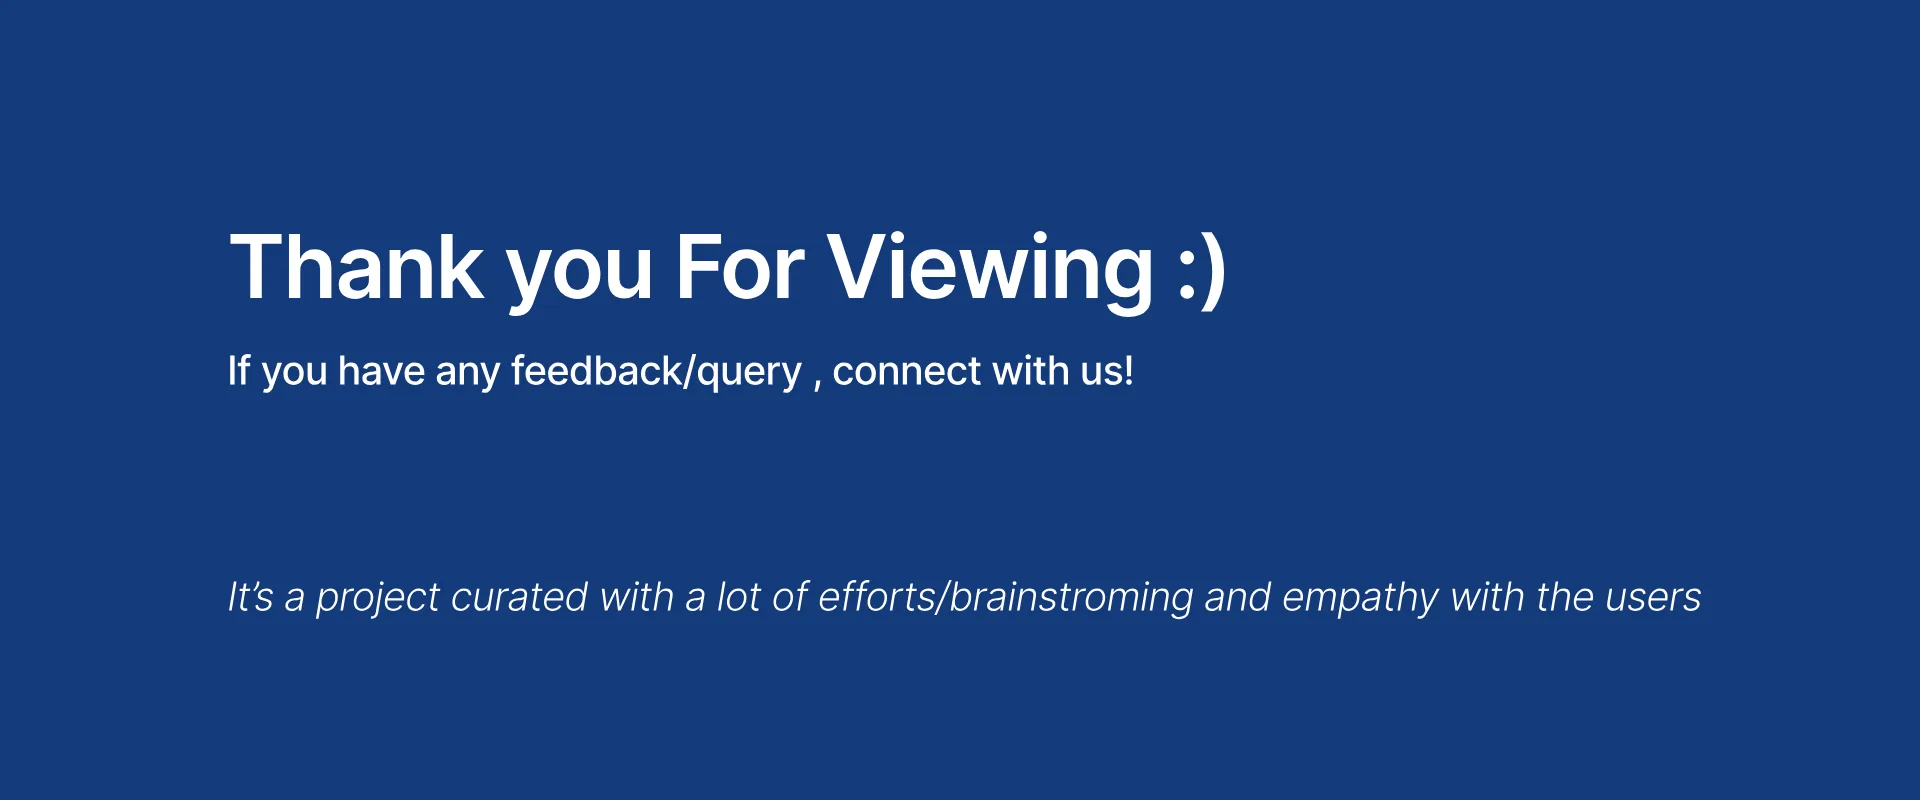 Thank you For Viewing :)
If you have any feedback/query , connect with us!
It’s a project curated with a lot of efforts/brainstroming and empathy with the users